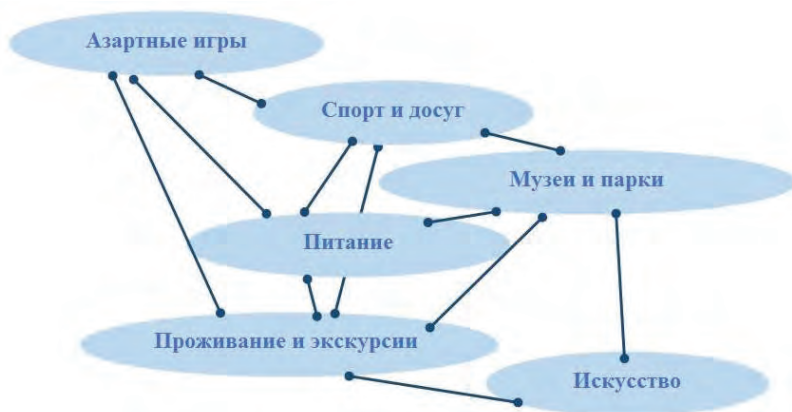 Азартные игры
Спорт и досуг
Музеи и парки
Питание
Проживание и экскурсии
Искусство